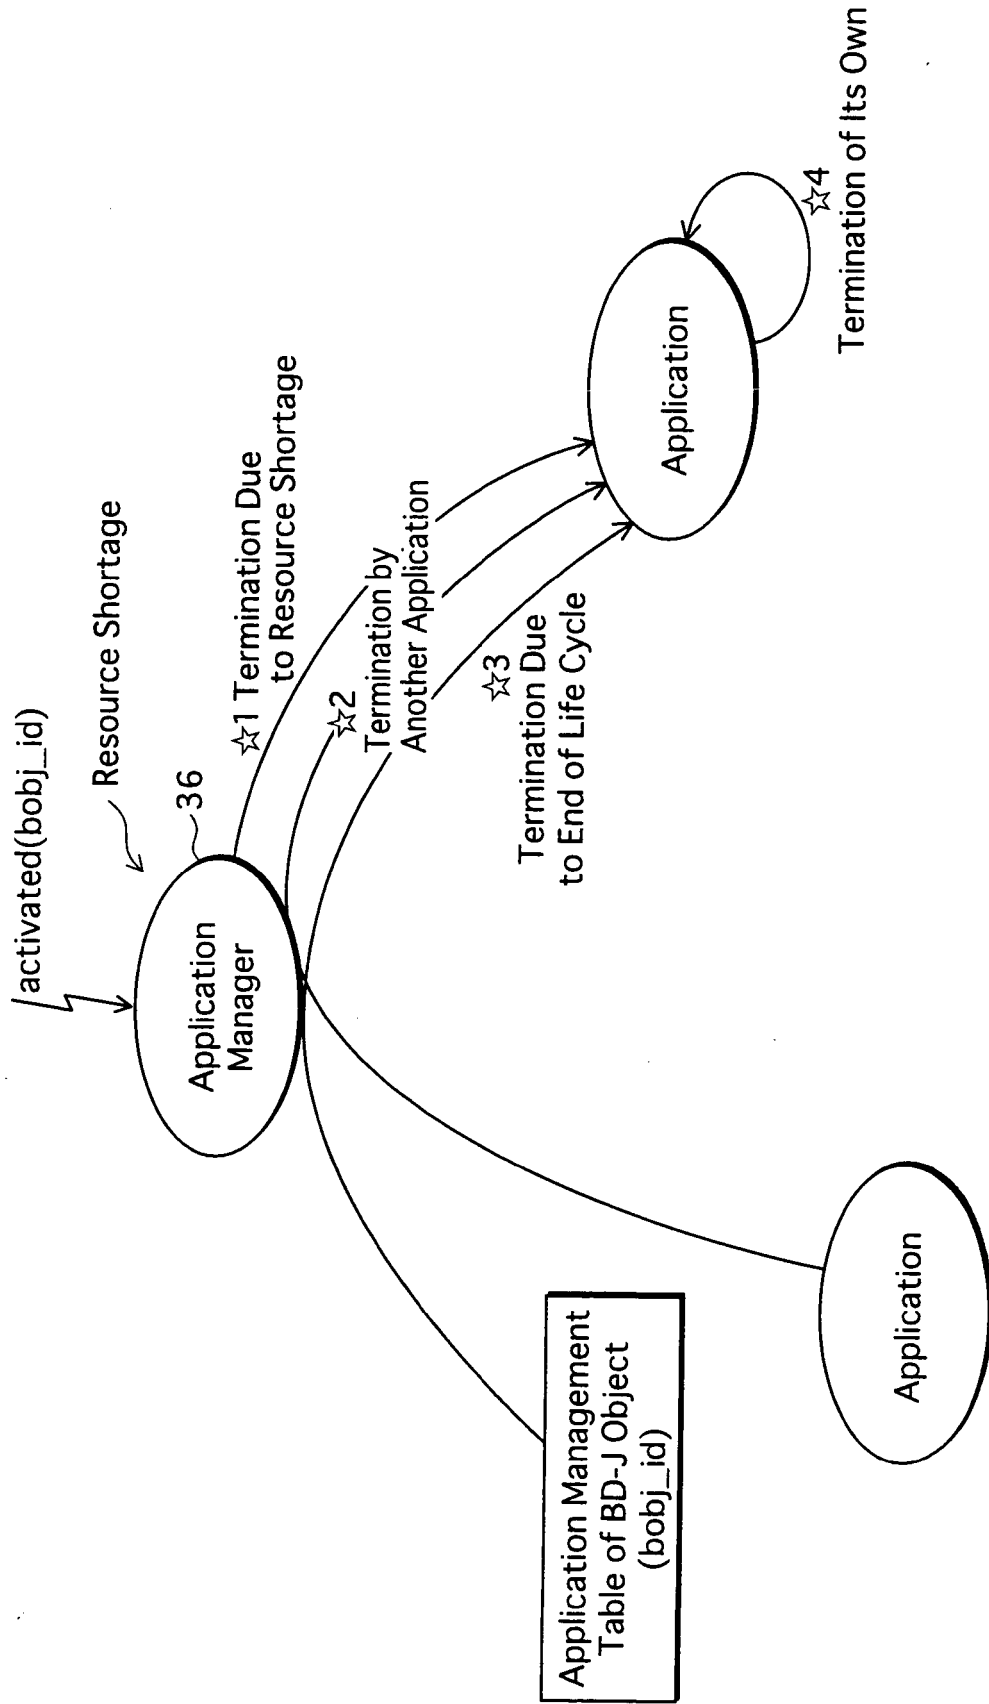 activated(bobj_id)
Resource Shortage
36
Application
Manager
☆1 Termination Due
to Resource Shortage
☆2
Termination by
Another Application
☆3
Termination Due
to End of Life Cycle
Application
☆4
Termination of Its Own
Application Management
Table of BD-J Object
(bobj_id)
Application